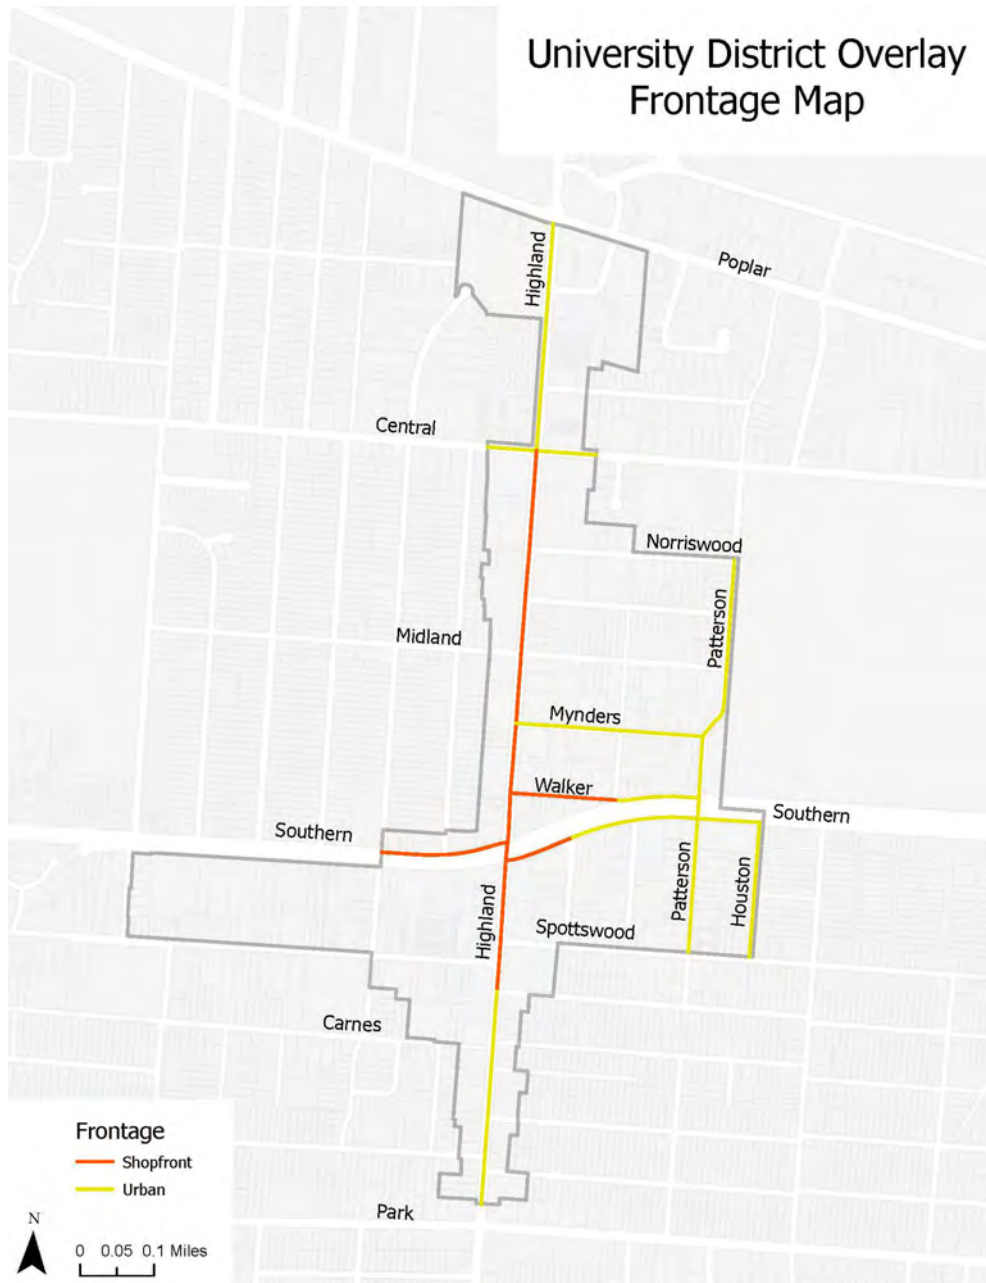 University District Overlay
Frontage Map
Highland
Poplar
Central
Norriswood
Patterson
Midland
Mynders
Walker
Southern
Southern
Patterson
Houston
Highland
Spottswood
Carnes
Frontage
Shopfront
Urban
Park
N
0 0.05 0.1 Miles